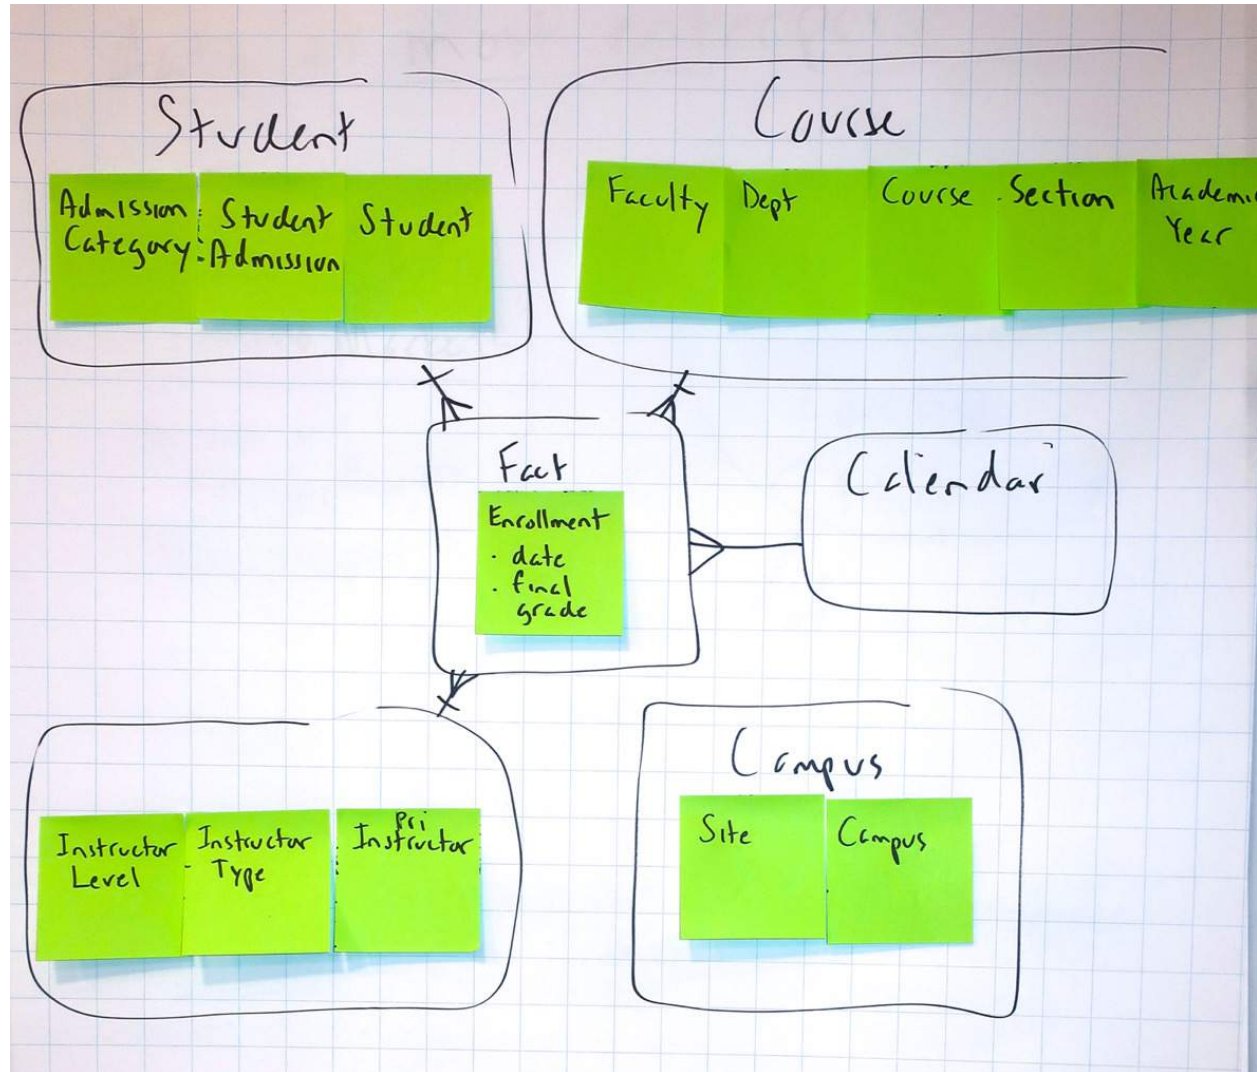 Student
Admission
Category
Student
Admission
Student
Course
Faculty
Dept
Course
Section
Academic
Year
Fact
Enrollment
· date
· final
grade
Calendar
Instructor
Level
Instructor
Type
Pri
Instructor
Campus
Site
Campus